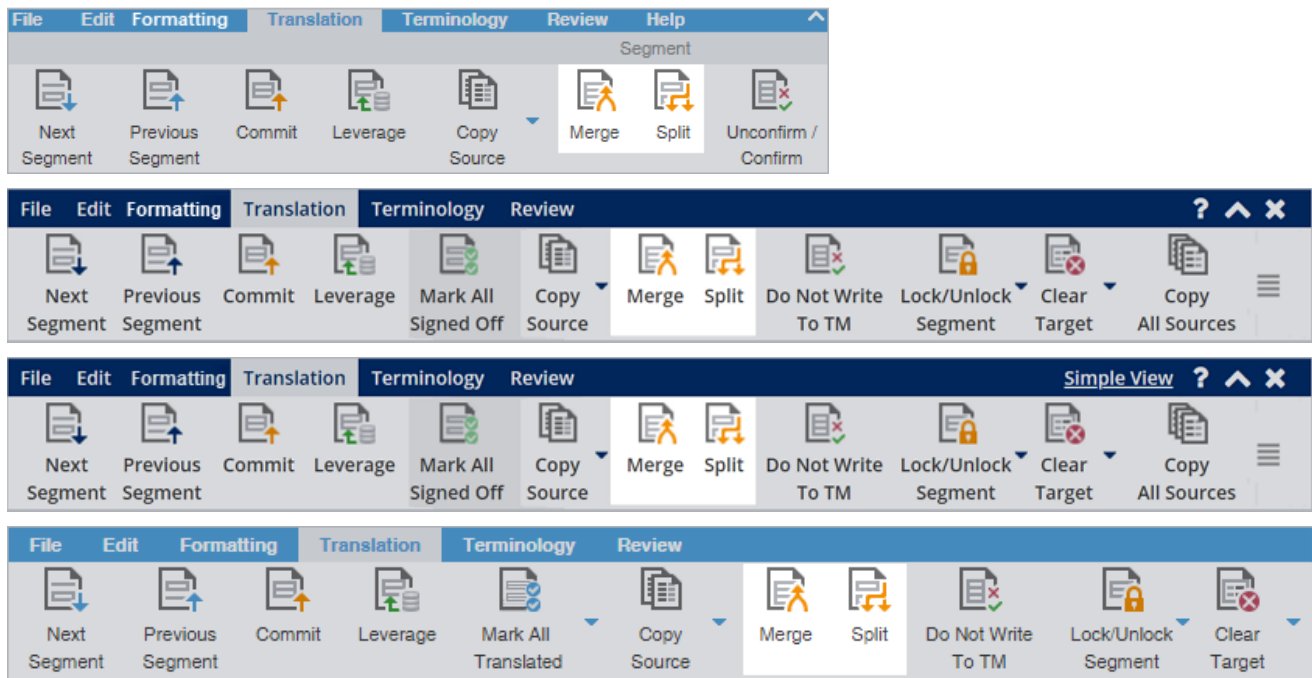 File Edit Formatting Translation Terminology Review Help
Segment
Next Previous Commit Leverage Copy Merge Split Unconfirm /
Segment Segment Source Confirm
File Edit Formatting Translation Terminology Review ?
Next Previous Commit Leverage Mark All Copy Merge Split Do Not Write Lock/Unlock Clear Copy
Segment Segment Signed Off Source To TM Segment Target All Sources
File Edit Formatting Translation Terminology Review Simple View ?
Next Previous Commit Leverage Mark All Copy Merge Split Do Not Write Lock/Unlock Clear Copy
Segment Segment Signed Off Source To TM Segment Target All Sources
File Edit Formatting Translation Terminology Review
Next Previous Commit Leverage Mark All Copy Merge Split Do Not Write Lock/Unlock Clear
Segment Segment Translated Source To TM Segment Target